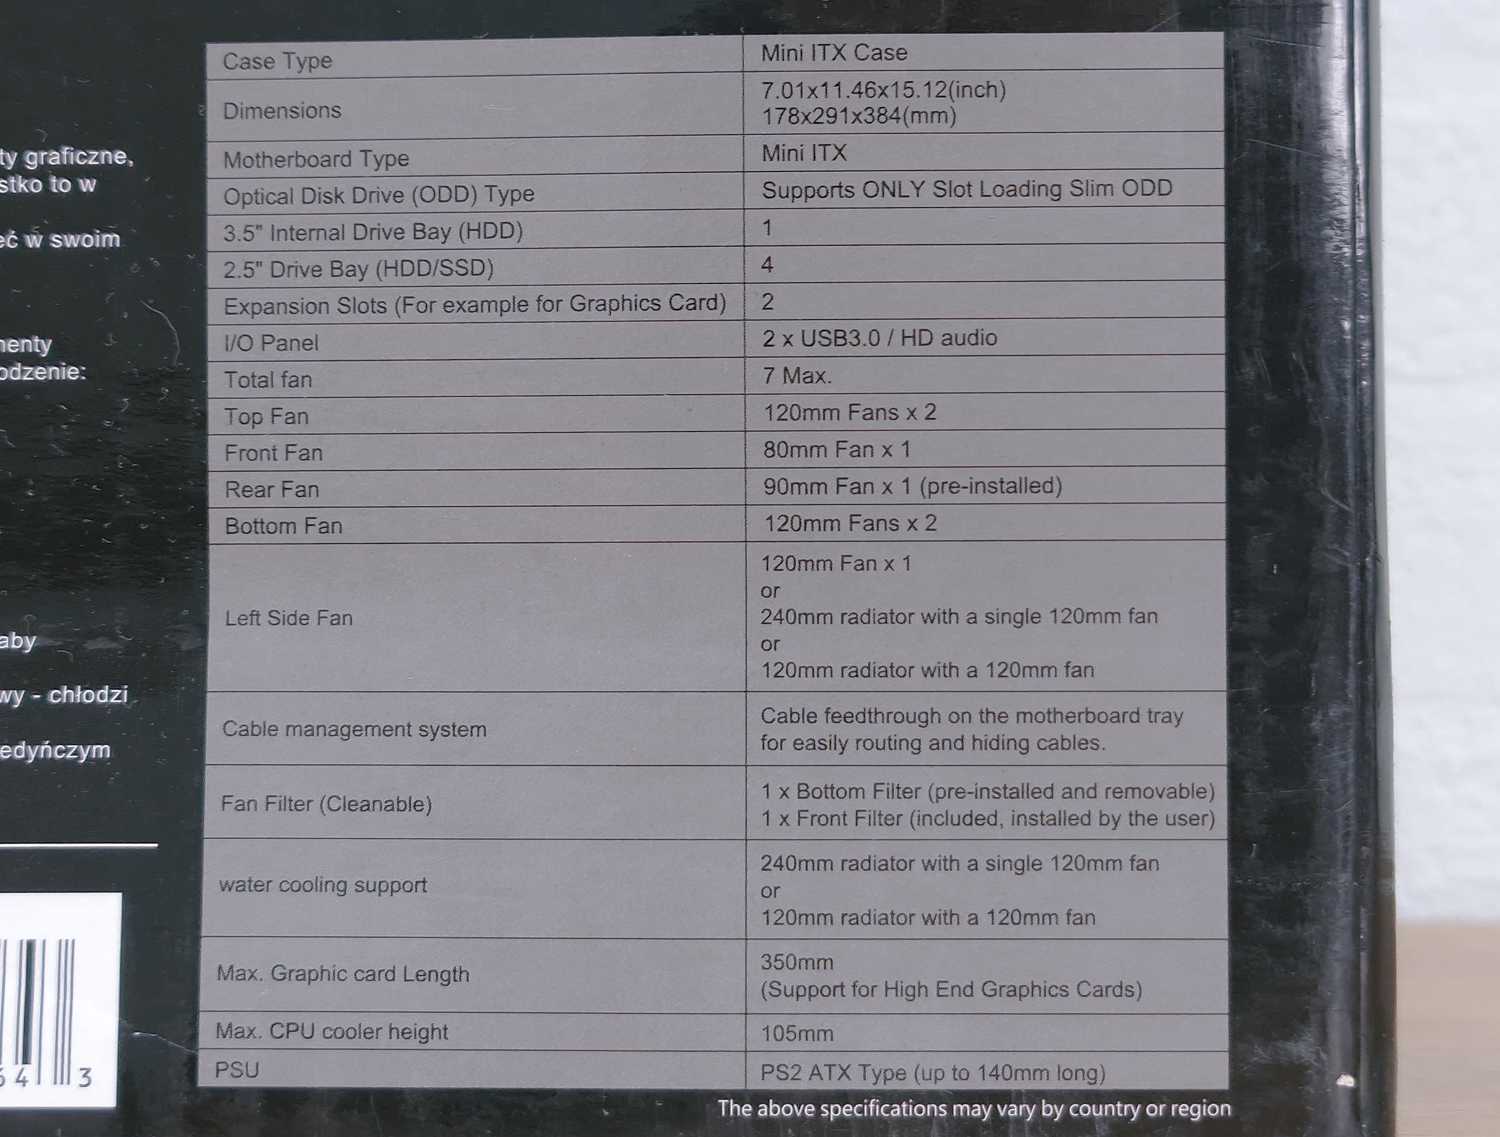 ty graficzne,
stko to w
eć w swoim
nenty
odzenie:
aby
wy - chłodzi
edyńczym
64 3
Case Type Mini ITX Case
Dimensions 7.01x11.46x15.12(inch)
178x291x384(mm)
Motherboard Type Mini ITX
Optical Disk Drive (ODD) Type Supports ONLY Slot Loading Slim ODD
3.5" Internal Drive Bay (HDD) 1
2.5" Drive Bay (HDD/SSD) 4
Expansion Slots (For example for Graphics Card) 2
I/O Panel 2 x USB3.0 / HD audio
Total fan 7 Max.
Top Fan 120mm Fans x 2
Front Fan 80mm Fan x 1
Rear Fan 90mm Fan x 1 (pre-installed)
Bottom Fan 120mm Fans x 2
Left Side Fan 120mm Fan x 1
or
240mm radiator with a single 120mm fan
or
120mm radiator with a 120mm fan
Cable management system Cable feedthrough on the motherboard tray
for easily routing and hiding cables.
Fan Filter (Cleanable) 1 x Bottom Filter (pre-installed and removable)
1 x Front Filter (included, installed by the user)
water cooling support 240mm radiator with a single 120mm fan
or
120mm radiator with a 120mm fan
Max. Graphic card Length 350mm
(Support for High End Graphics Cards)
Max. CPU cooler height 105mm
PSU PS2 ATX Type (up to 140mm long)
The above specifications may vary by country or region